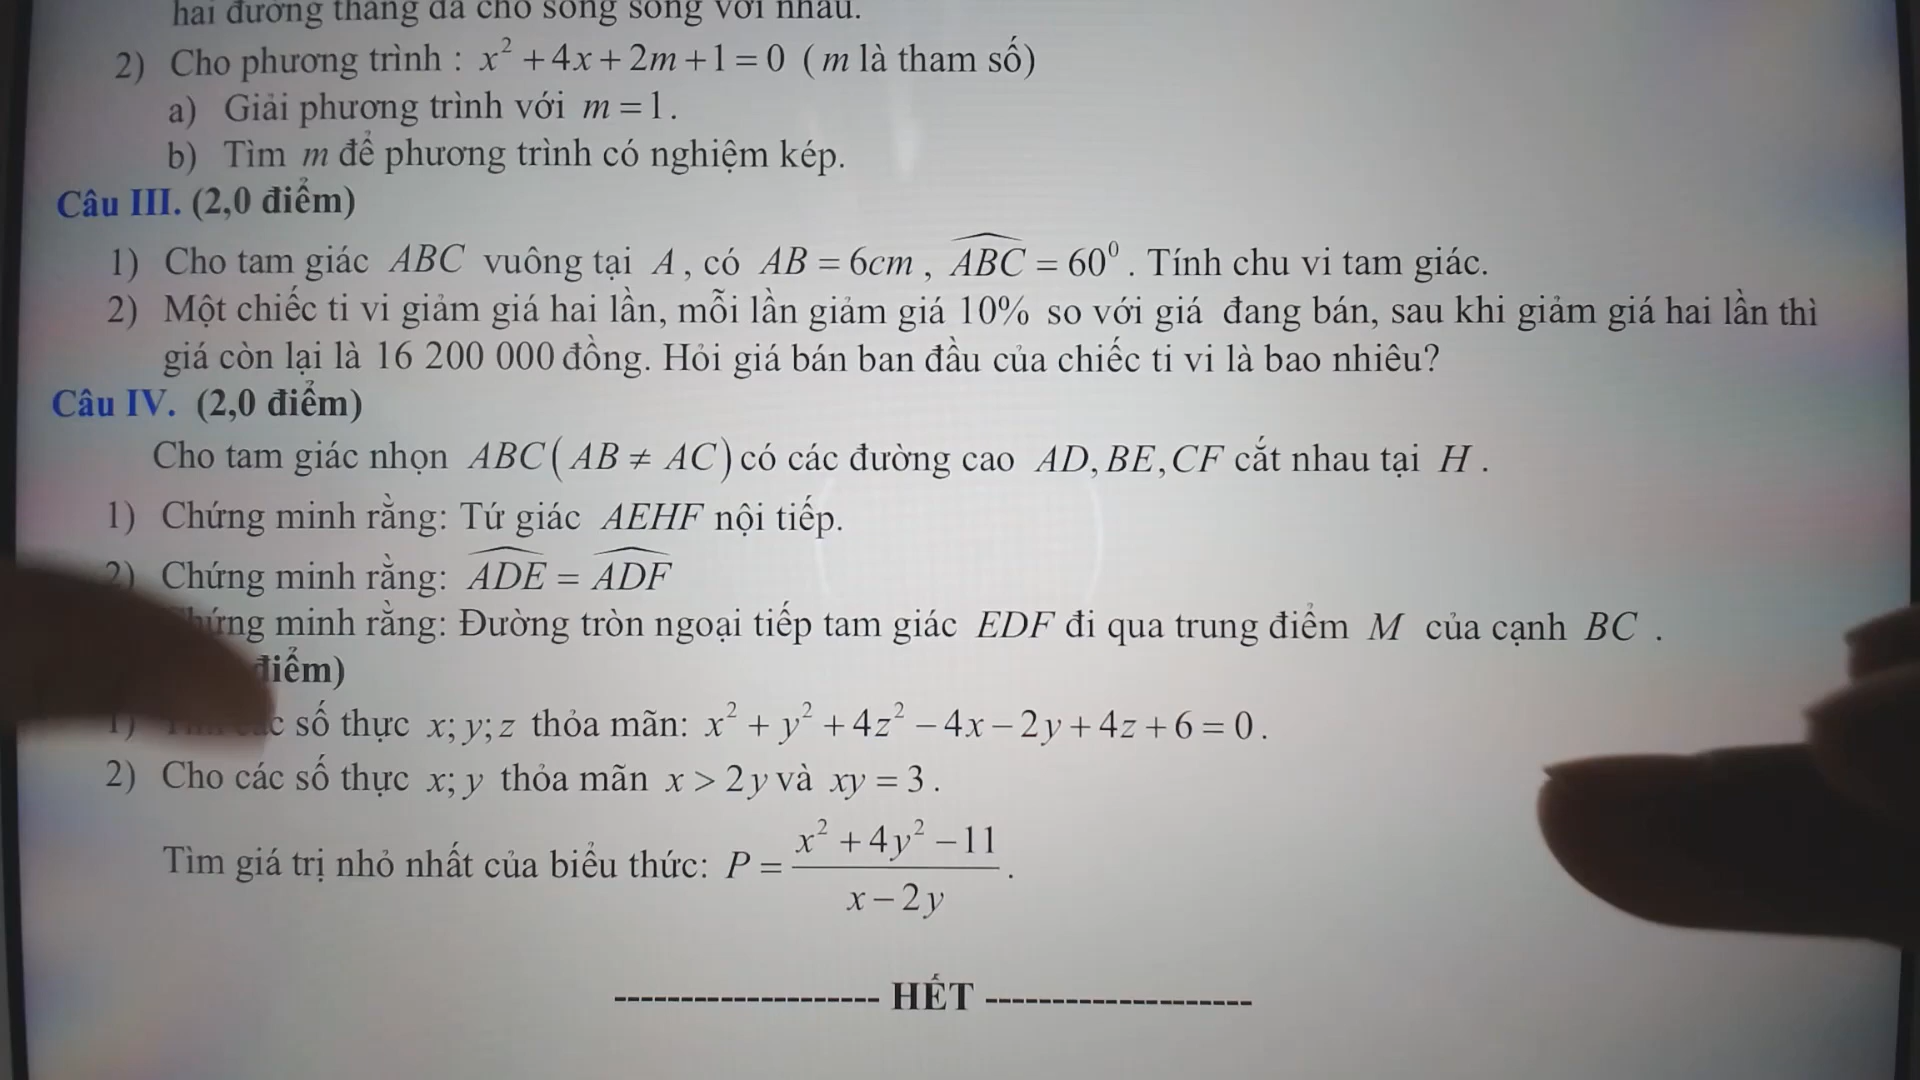 hai đường thẳng đã cho song song với nhau.
2) Cho phương trình : x² + 4x + 2m + 1 = 0 ( m là tham số)
a) Giải phương trình với m = 1.
b) Tìm m để phương trình có nghiệm kép.
Câu III. (2,0 điểm)
1) Cho tam giác ABC vuông tại A , có AB = 6cm , \widehat{ABC} = 60⁰ . Tính chu vi tam giác.
2) Một chiếc ti vi giảm giá hai lần, mỗi lần giảm giá 10% so với giá đang bán, sau khi giảm giá hai lần thì
giá còn lại là 16 200 000 đồng. Hỏi giá bán ban đầu của chiếc ti vi là bao nhiêu?
Câu IV. (2,0 điểm)
Cho tam giác nhọn ABC ( AB ≠ AC ) có các đường cao AD, BE, CF cắt nhau tại H .
1) Chứng minh rằng: Tứ giác AEHF nội tiếp.
2) Chứng minh rằng: \widehat{ADE} = \widehat{ADF}
minh rằng: Đường tròn ngoại tiếp tam giác EDF đi qua trung điểm M của cạnh BC .
điểm)
1) số thực x; y; z thỏa mãn: x² + y² + 4z² − 4x − 2y + 4z + 6 = 0 .
2) Cho các số thực x; y thỏa mãn x > 2y và xy = 3 .
Tìm giá trị nhỏ nhất của biểu thức: P = \frac{x² + 4y² − 11}{x − 2y} .
-------------------- HẾT --------------------